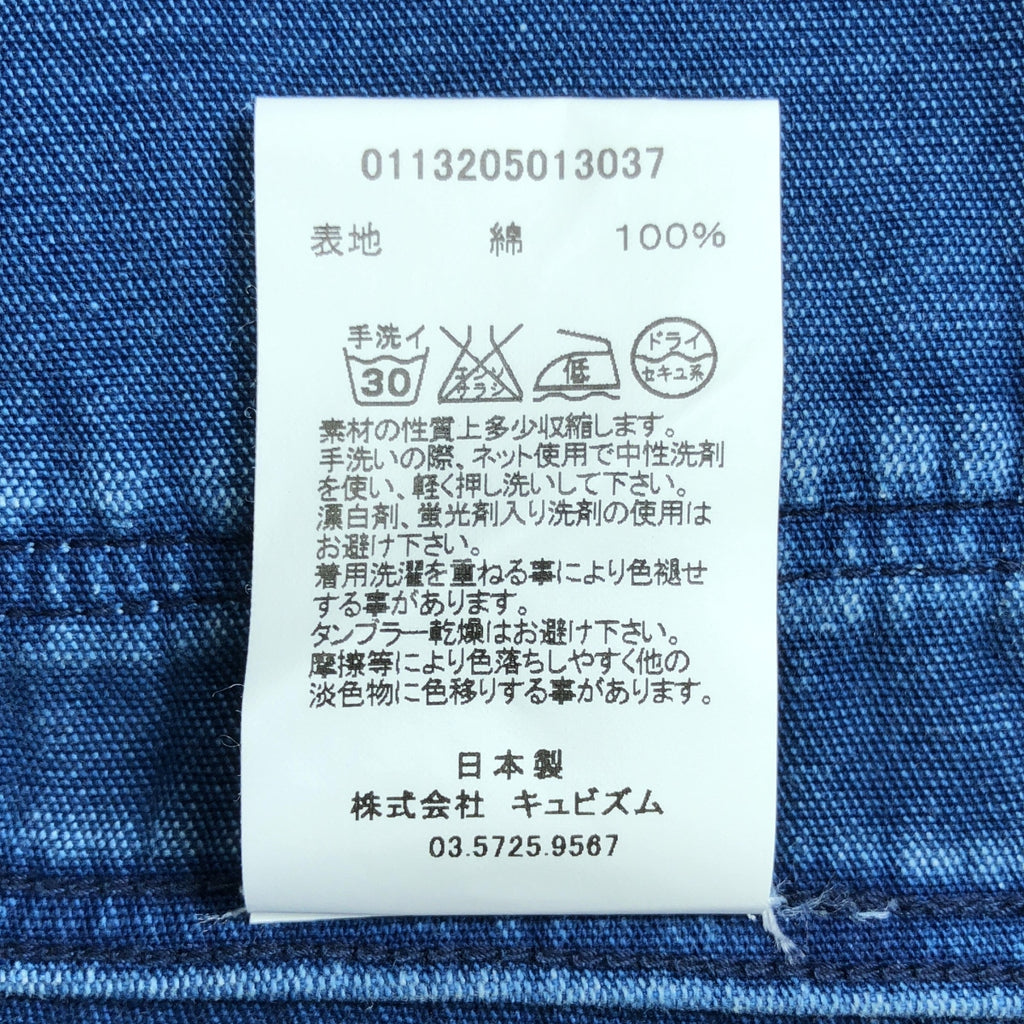 0113205013037
表地 綿 100%
手洗イ
30
エンソ
サラシ
低
ドライ
セキユ系
素材の性質上多少収縮します。
手洗いの際、ネット使用で中性洗剤
を使い、軽く押し洗いして下さい。
漂白剤、蛍光剤入り洗剤の使用は
お避け下さい。
着用洗濯を重ねる事により色褪せ
する事があります。
タンブラー乾燥はお避け下さい。
摩擦等により色落ちしやすく他の
淡色物に色移りする事があります。
日本製
株式会社 キュビズム
03.5725.9567